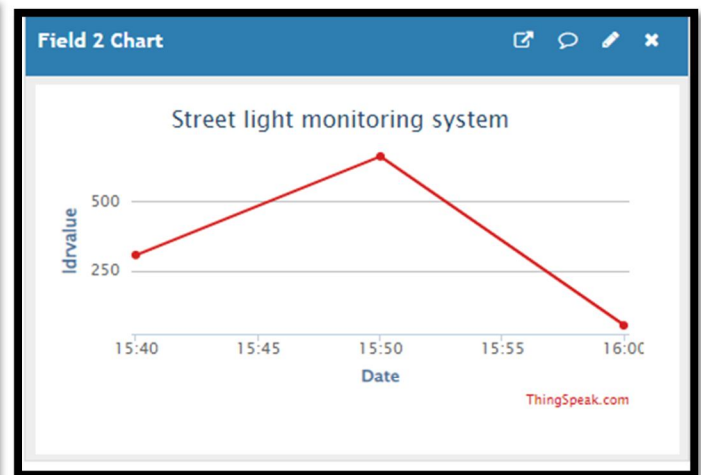 Field 2 Chart
Street light monitoring system
ldrvalue
500
250
15:40 15:45 15:50 15:55 16:00
Date
ThingSpeak.com